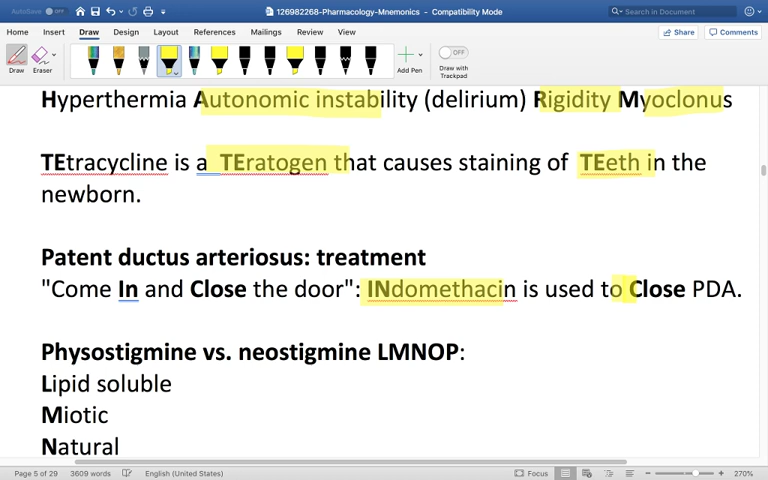 AutoSave OFF 126982268-Pharmacology-Mnemonics - Compatibility Mode Search in Document
Home Insert Draw Design Layout References Mailings Review View Share Comments
Draw Eraser Add Pen OFF Draw with Trackpad
Hyperthermia Autonomic instability (delirium) Rigidity Myoclonus
TEtracycline is a TEratogen that causes staining of TEeth in the
newborn.
Patent ductus arteriosus: treatment
"Come In and Close the door": INdomethacin is used to Close PDA.
Physostigmine vs. neostigmine LMNOP:
Lipid soluble
Miotic
Natural
Page 5 of 29 3609 words English (United States) Focus 270%